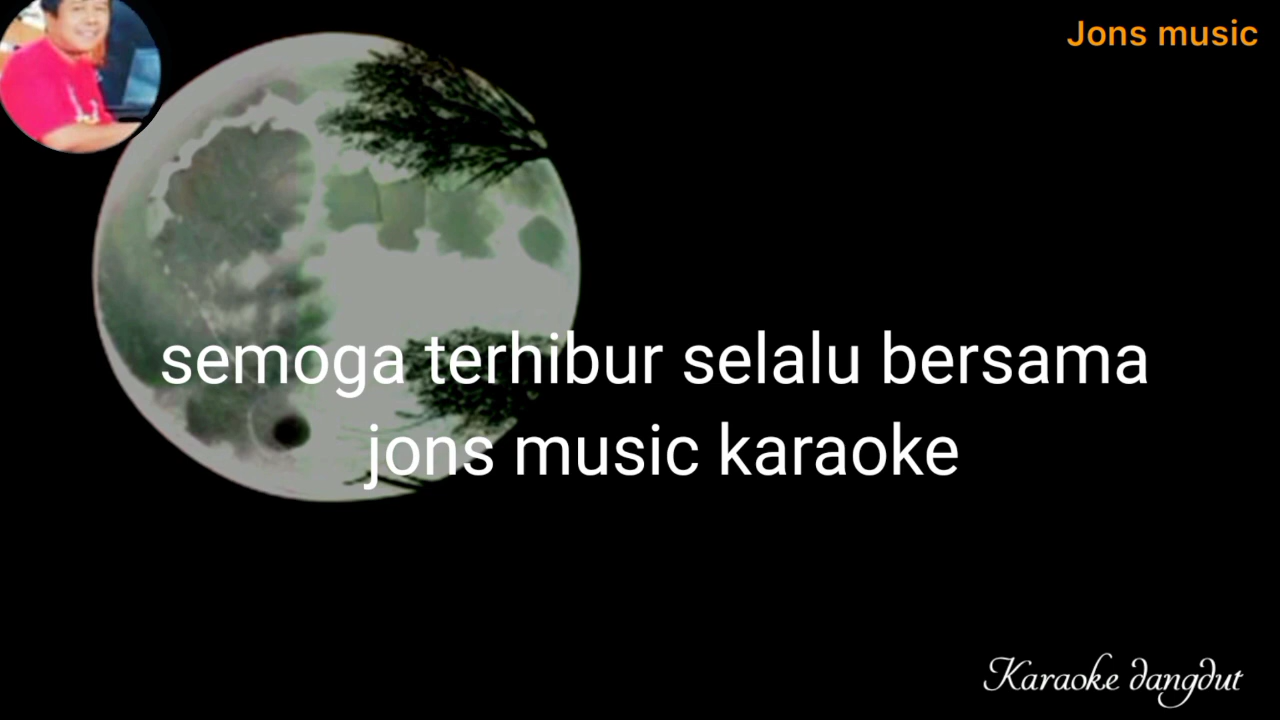 Jons music
semoga terhibur selalu bersama
jons music karaoke
Karaoke dangdut